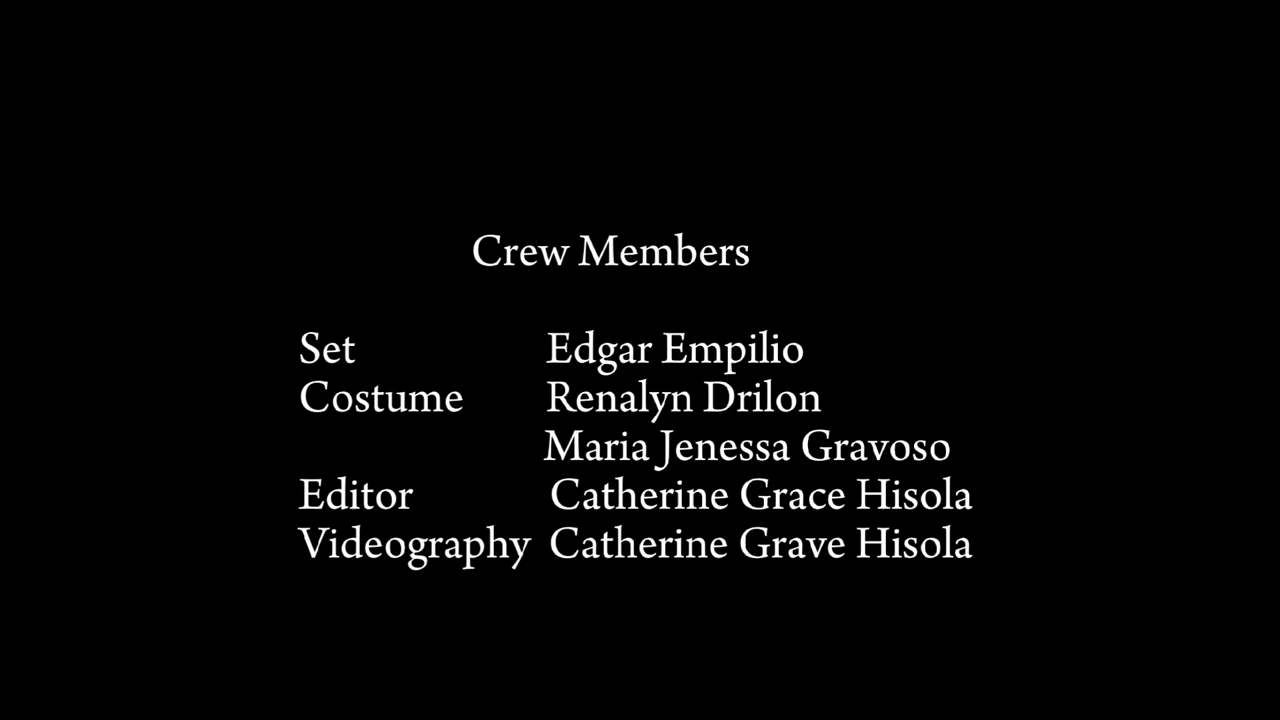 Crew Members
Set Edgar Empilio
Costume Renalyn Drilon
Maria Jenessa Gravoso
Editor Catherine Grace Hisola
Videography Catherine Grave Hisola